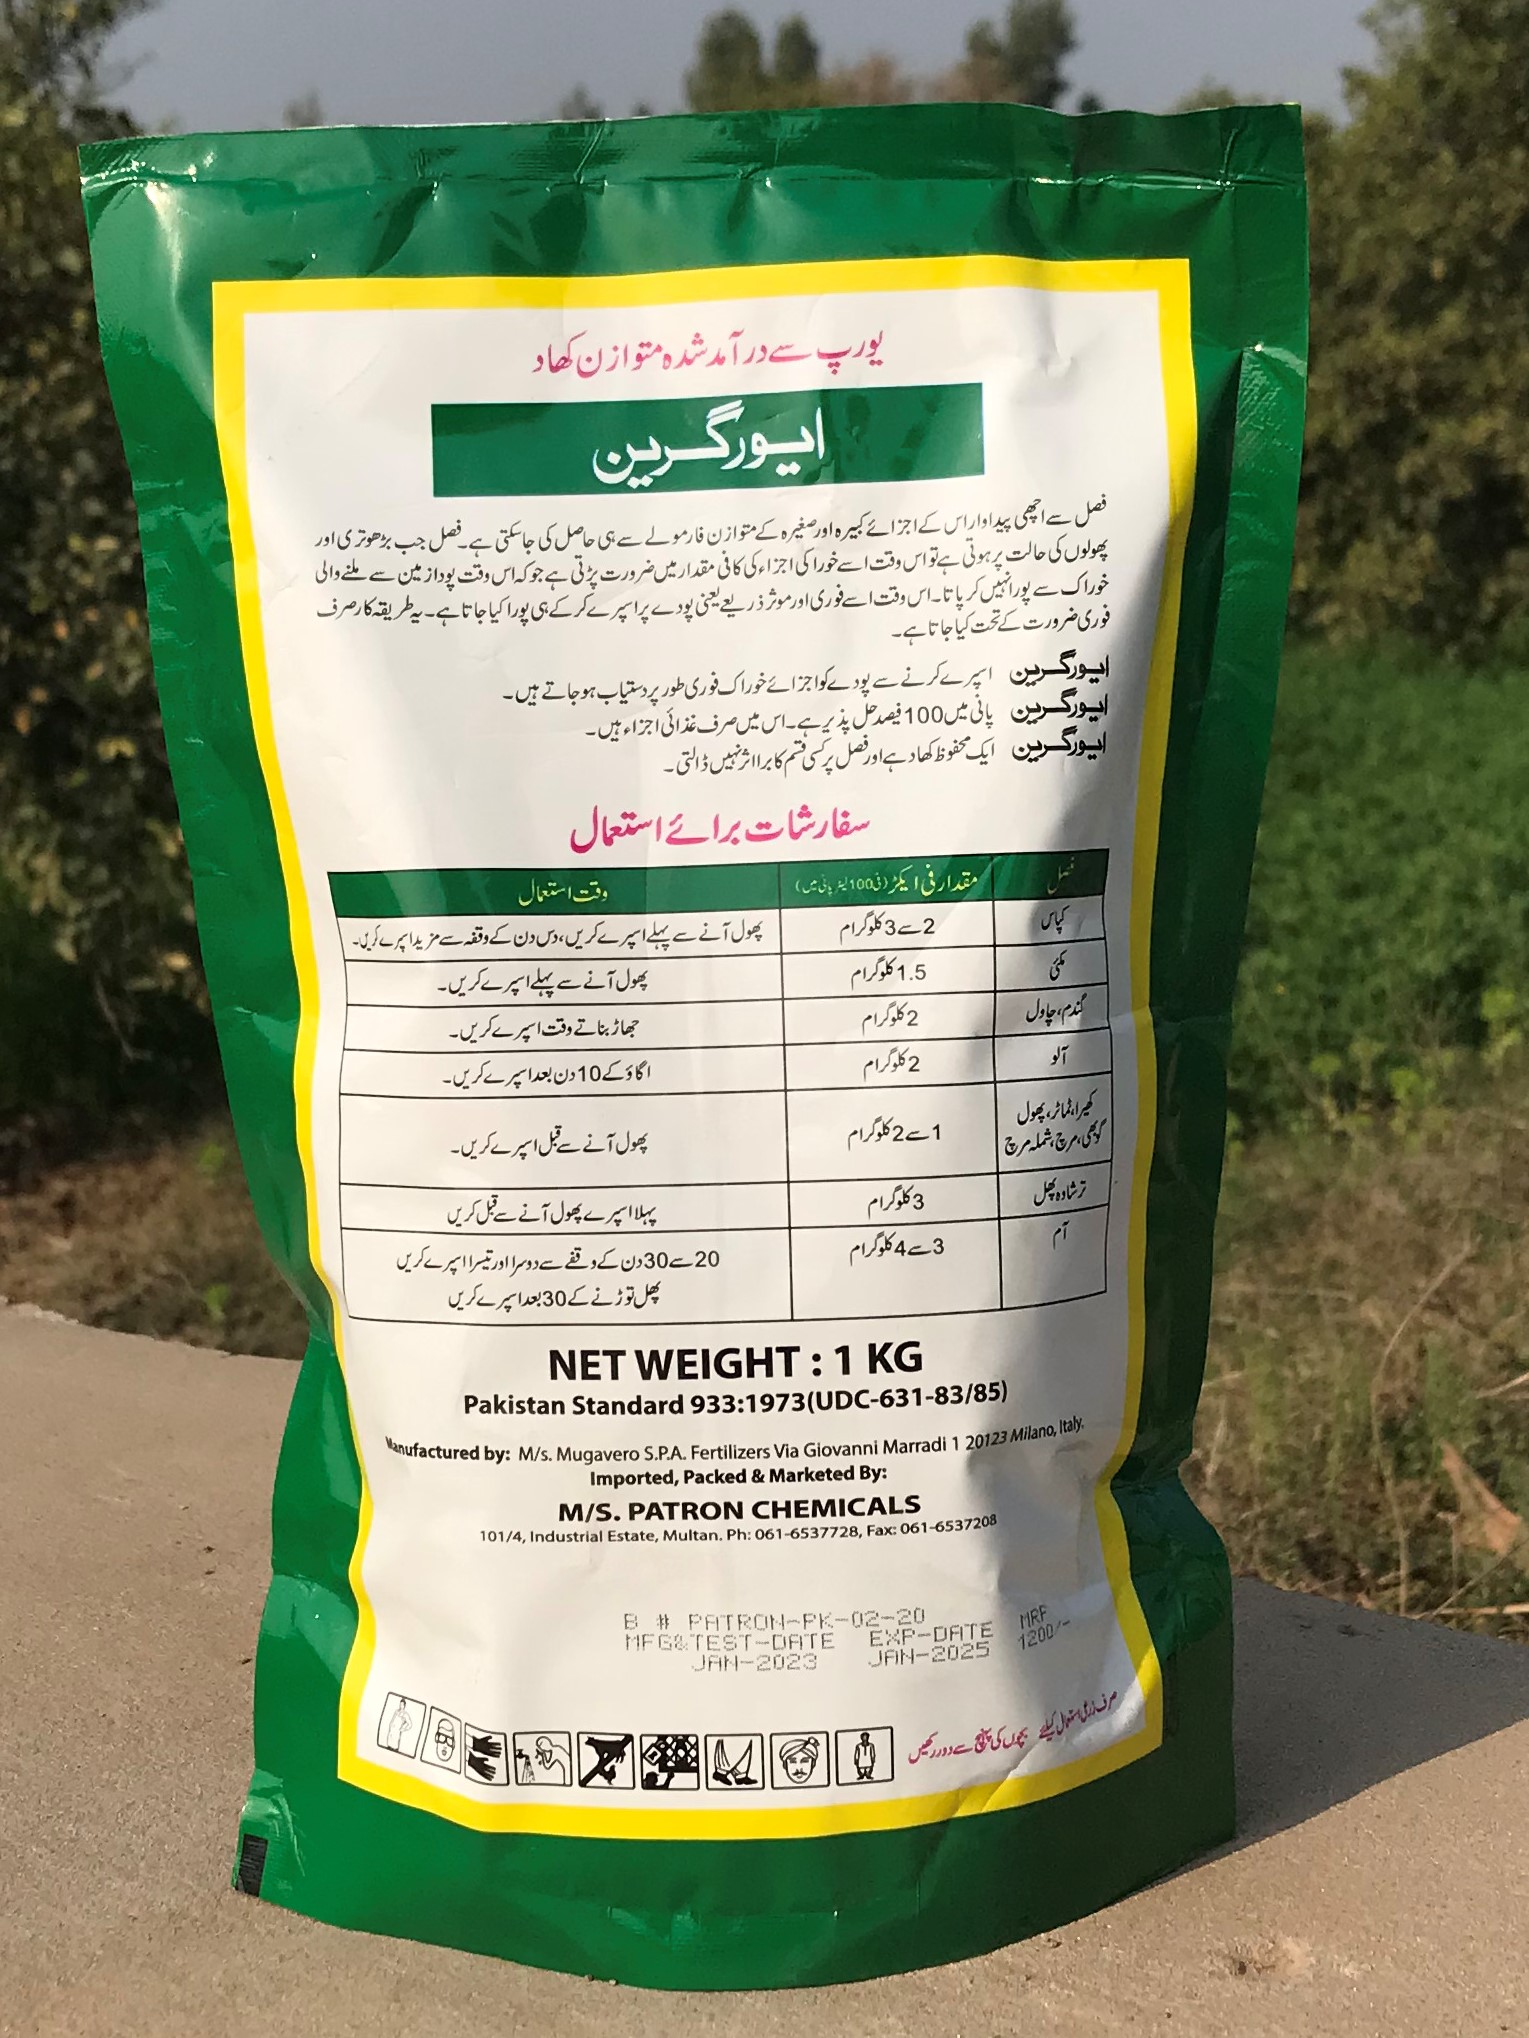 یورپ سے درآمد شدہ متوازن کھاد
ایورگرین
فصل سے اچھی پیداوار اس کے اجزائے کبیرہ اور صغیرہ کے متوازن فارمولے سے ہی حاصل کی جاسکتی ہے۔ فصل جب بڑھوتری اور
پھولوں کی حالت پر ہوتی ہے تو اس وقت اسے خوراکی اجزاء کی کافی مقدار میں ضرورت پڑتی ہے جو کہ اس وقت پودا زمین سے ملنے والی
خوراک سے پورا نہیں کر پاتا۔ اس وقت اسے فوری اور موثر ذریعے یعنی پودے پر اسپرے کر کے ہی پورا کیا جاتا ہے۔ یہ طریقہ کار صرف
فوری ضرورت کے تحت کیا جاتا ہے۔
ایورگرین اسپرے کرنے سے پودے کو اجزائے خوراک فوری طور پر دستیاب ہو جاتے ہیں۔
ایورگرین پانی میں 100 فیصد حل پذیر ہے۔ اس میں صرف غذائی اجزاء ہیں۔
ایورگرین ایک محفوظ کھاد ہے اور فصل پر کسی قسم کا برا اثر نہیں ڈالتی۔
سفارشات برائے استعمال
فصل مقدار فی ایکڑ (فی 100 لیٹر پانی میں) وقت استعمال
کپاس 2 سے 3 کلوگرام پھول آنے سے پہلے اسپرے کریں، دس دن کے وقفہ سے مزید اسپرے کریں۔
مکئی 1.5 کلوگرام پھول آنے سے پہلے اسپرے کریں۔
گندم، چاول 2 کلوگرام جھاڑ بناتے وقت اسپرے کریں۔
آلو 2 کلوگرام اگاؤ کے 10 دن بعد اسپرے کریں۔
کھیرا، ٹماٹر، پھول
گوبھی، مرچ، شملہ مرچ 1 سے 2 کلوگرام پھول آنے سے قبل اسپرے کریں۔
ترشاوہ پھل 3 کلوگرام پہلا اسپرے پھول آنے سے قبل کریں
آم 3 سے 4 کلوگرام 20 سے 30 دن کے وقفے سے دوسرا اور تیسرا اسپرے کریں
پھل توڑنے کے 30 بعد اسپرے کریں
NET WEIGHT : 1 KG
Pakistan Standard 933:1973(UDC-631-83/85)
Manufactured by: M/s. Mugavero S.P.A. Fertilizers Via Giovanni Marradi 1 20123 Milano, Italy.
Imported, Packed & Marketed By:
M/S. PATRON CHEMICALS
101/4, Industrial Estate, Multan. Ph: 061-6537728, Fax: 061-6537208
B # PATRON-PK-02-20 MRP
MFG&TEST-DATE EXP-DATE 1200/-
JAN-2023 JAN-2025
صرف زرعی استعمال کیلئے بچوں کی پہنچ سے دور رکھیں